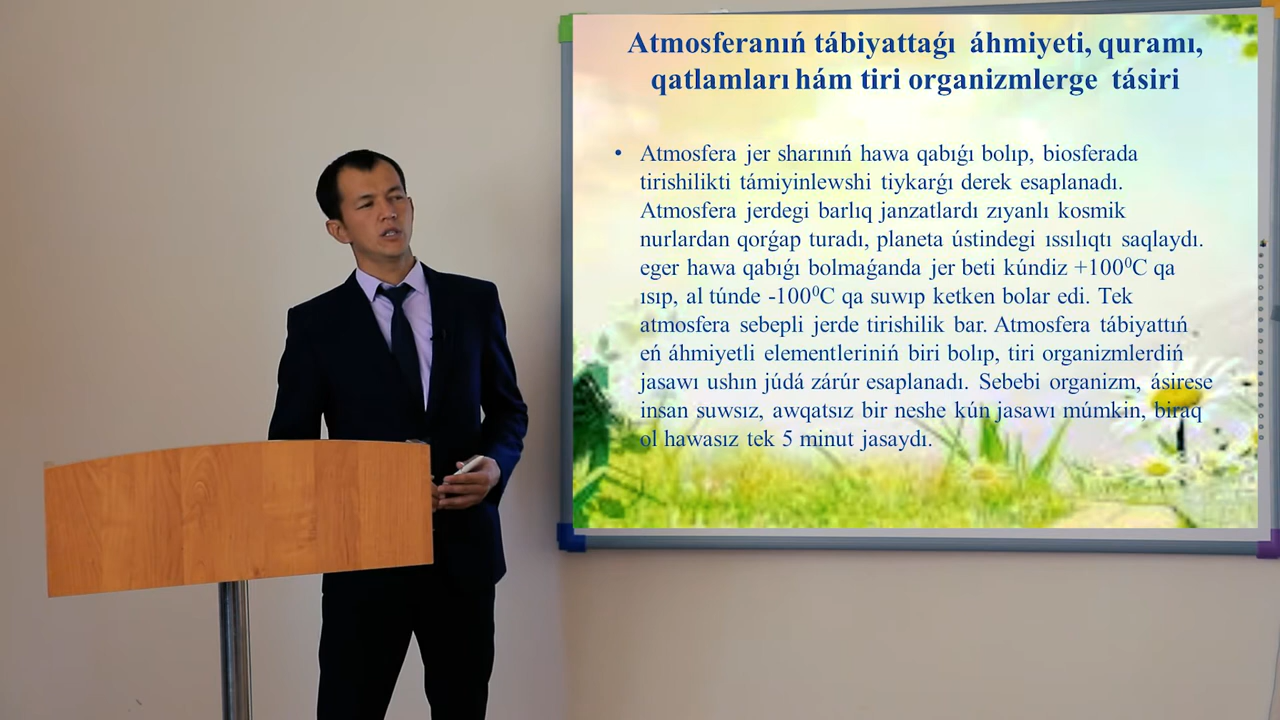 Atmosferanıń tábiyattaǵı áhmiyeti, quramı,
qatlamları hám tiri organizmlerge tásiri
• Atmosfera jer sharınıń hawa qabıǵı bolıp, biosferada
tirishilikti támiyinlewshi tiykarǵı derek esaplanadı.
Atmosfera jerdegi barlıq janzatlardı zıyanlı kosmik
nurlardan qorǵap turadı, planeta ústindegi ıssılıqtı saqlaydı.
eger hawa qabıǵı bolmaǵanda jer beti kúndiz +100⁰C qa
ısıp, al túnde -100⁰C qa suwıp ketken bolar edi. Tek
atmosfera sebepli jerde tirishilik bar. Atmosfera tábiyattıń
eń áhmiyetli elementleriniń biri bolıp, tiri organizmlerdiń
jasawı ushın júdá zárúr esaplanadı. Sebebi organizm, ásirese
insan suwsız, awqatsız bir neshe kún jasawı múmkin, biraq
ol hawasız tek 5 minut jasaydı.